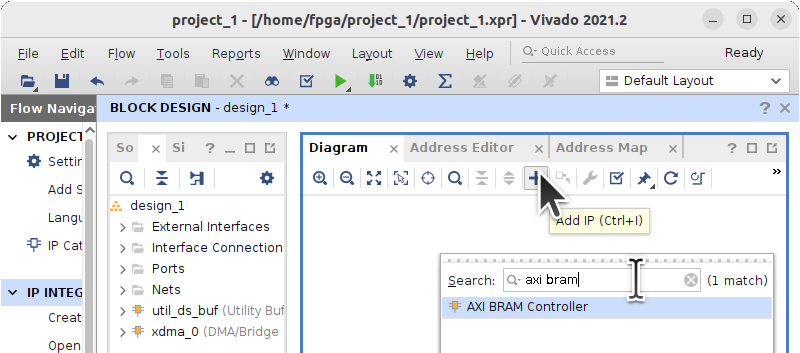 project_1 - [/home/fpga/project_1/project_1.xpr] - Vivado 2021.2
File Edit Flow Tools Reports Window Layout View Help Quick Access Ready
Default Layout
Flow Navigat
BLOCK DESIGN - design_1 *
PROJECT
Settin
Add S
Langu
IP Cat
IP INTEG
Create
Open
So Si
design_1
External Interfaces
Interface Connection
Ports
Nets
util_ds_buf (Utility Buf
xdma_0 (DMA/Bridge
Diagram Address Editor Address Map
Add IP (Ctrl+I)
Search: axi bram (1 match)
AXI BRAM Controller